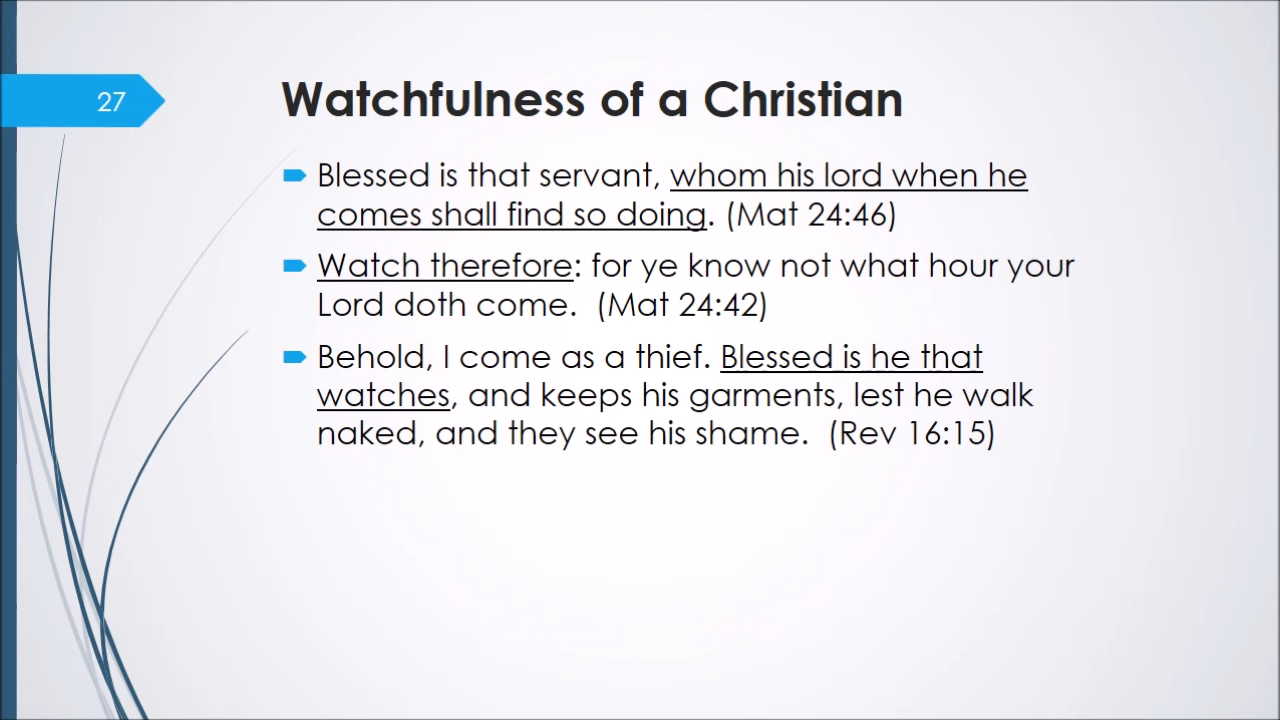 27
Watchfulness of a Christian
Blessed is that servant, whom his lord when he
comes shall find so doing. (Mat 24:46)
Watch therefore: for ye know not what hour your
Lord doth come.  (Mat 24:42)
Behold, I come as a thief. Blessed is he that
watches, and keeps his garments, lest he walk
naked, and they see his shame.  (Rev 16:15)